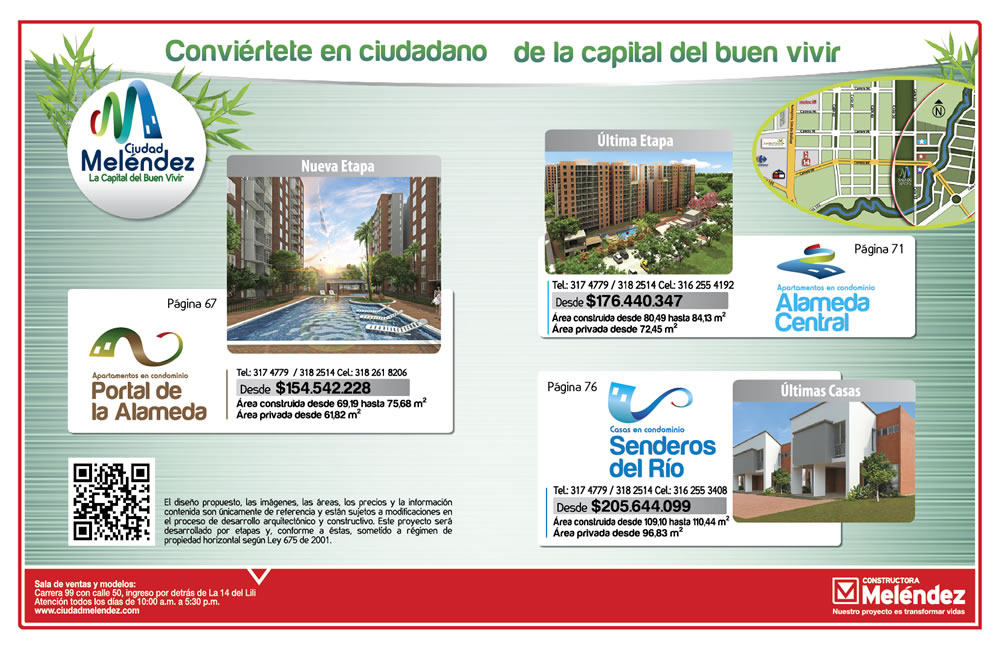 Conviértete en ciudadano de la capital del buen vivir
Ciudad
Meléndez
La Capital del Buen Vivir
Nueva Etapa
Página 67
Apartamentos en condominio
Portal de
la Alameda
Tel.: 317 4779 / 318 2514 Cel.: 318 261 8206
Desde $154.542.228
Área construida desde 69,19 hasta 75,68 m²
Área privada desde 61,82 m²
Última Etapa
Página 71
Apartamentos en condominio
Alameda
Central
Tel.: 317 4779 / 318 2514 Cel.: 316 255 4192
Desde $176.440.347
Área construida desde 80,49 hasta 84,13 m²
Área privada desde 72,45 m²
N
Página 76
Casas en condominio
Senderos
del Río
Últimas Casas
Tel.: 317 4779 / 318 2514 Cel.: 316 255 3408
Desde $205.644.099
Área construida desde 109,10 hasta 110,44 m²
Área privada desde 96,83 m²
El diseño propuesto, las imágenes, las áreas, los precios y la información
contenida son únicamente de referencia y están sujetos a modificaciones en
el proceso de desarrollo arquitectónico y constructivo. Este proyecto será
desarrollado por etapas y, conforme a éstas, sometido a régimen de
propiedad horizontal según Ley 675 de 2001.
Sala de ventas y modelos:
Carrera 99 con calle 50, ingreso por detrás de La 14 del Lili
Atención todos los días de 10:00 a.m. a 5:30 p.m.
www.ciudadmelendez.com
CONSTRUCTORA
Meléndez
Nuestro proyecto es transformar vidas